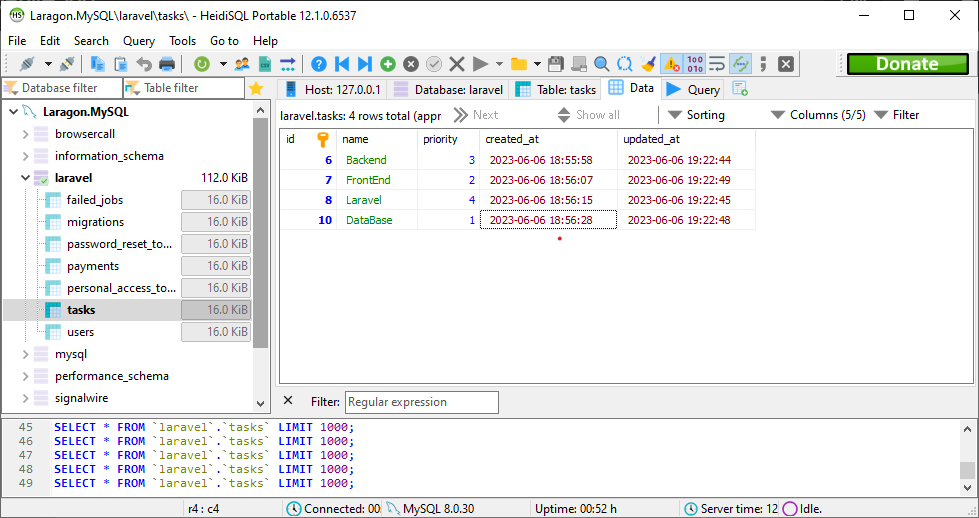 Laragon.MySQL\laravel\tasks\ - HeidiSQL Portable 12.1.0.6537
File Edit Search Query Tools Go to Help
Donate
Database filter Table filter
Host: 127.0.0.1 Database: laravel Table: tasks Data Query
laravel.tasks: 4 rows total (appr Next Show all Sorting Columns (5/5) Filter
Laragon.MySQL
browsercall
information_schema
laravel 112.0 KiB
failed_jobs 16.0 KiB
migrations 16.0 KiB
password_reset_to... 16.0 KiB
payments 16.0 KiB
personal_access_to... 16.0 KiB
tasks 16.0 KiB
users 16.0 KiB
mysql
performance_schema
signalwire
id name priority created_at updated_at
6 Backend 3 2023-06-06 18:55:58 2023-06-06 19:22:44
7 FrontEnd 2 2023-06-06 18:56:07 2023-06-06 19:22:49
8 Laravel 4 2023-06-06 18:56:15 2023-06-06 19:22:45
10 DataBase 1 2023-06-06 18:56:28 2023-06-06 19:22:48
Filter: Regular expression
45 SELECT * FROM `laravel`.`tasks` LIMIT 1000;
46 SELECT * FROM `laravel`.`tasks` LIMIT 1000;
47 SELECT * FROM `laravel`.`tasks` LIMIT 1000;
48 SELECT * FROM `laravel`.`tasks` LIMIT 1000;
49 SELECT * FROM `laravel`.`tasks` LIMIT 1000;
r4 : c4 Connected: 00: MySQL 8.0.30 Uptime: 00:52 h Server time: 12 Idle.